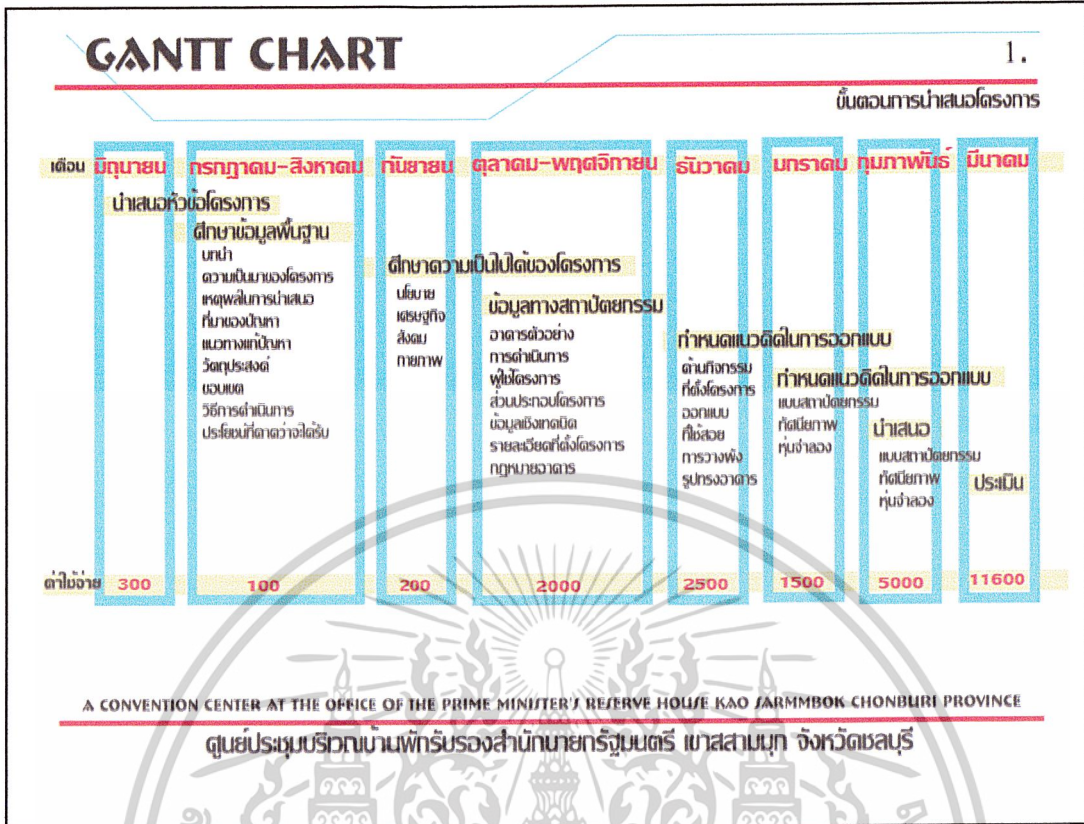 GANTT CHART
1.
ขั้นตอนการนำเสนอโครงการ
เดือน มิถุนายน กรกฎาคม-สิงหาคม กันยายน ตุลาคม-พฤศจิกายน ธันวาคม มกราคม กุมภาพันธ์ มีนาคม
นำเสนอหัวข้อโครงการ
ศึกษาข้อมูลพื้นฐาน
บทนำ
ความเป็นมาของโครงการ
เหตุผลในการนำเสนอ
ที่มาของปัญหา
แนวทางแก้ปัญหา
วัตถุประสงค์
ขอบเขต
วิธีการดำเนินการ
ประโยชน์ที่คาดว่าจะได้รับ
ศึกษาความเป็นไปได้ของโครงการ
นโยบาย
เศรษฐกิจ
สังคม
กายภาพ
ข้อมูลทางสถาปัตยกรรม
อาคารตัวอย่าง
การดำเนินการ
ผู้ใช้โครงการ
ส่วนประกอบโครงการ
ข้อมูลเชิงเทคนิค
รายละเอียดที่ตั้งโครงการ
กฎหมายอาคาร
กำหนดแนวคิดในการออกแบบ
ด้านกิจกรรม
ที่ตั้งโครงการ
ออกแบบ
ที่ใช้สอย
การวางผัง
รูปทรงอาคาร
กำหนดแนวคิดในการออกแบบ
แบบสถาปัตยกรรม
ทัศนียภาพ
หุ่นจำลอง
นำเสนอ
แบบสถาปัตยกรรม
ทัศนียภาพ
หุ่นจำลอง
ประเมิน
ค่าใช้จ่าย 300 100 200 2000 2500 1500 5000 11600
A CONVENTION CENTER AT THE OFFICE OF THE PRIME MINISTER'S RESERVE HOUSE KAO SARMMBOK CHONBURI PROVINCE
ศูนย์ประชุมบริเวณบ้านพักรับรองสำนักนายกรัฐมนตรี เขาสามมุก จังหวัดชลบุรี